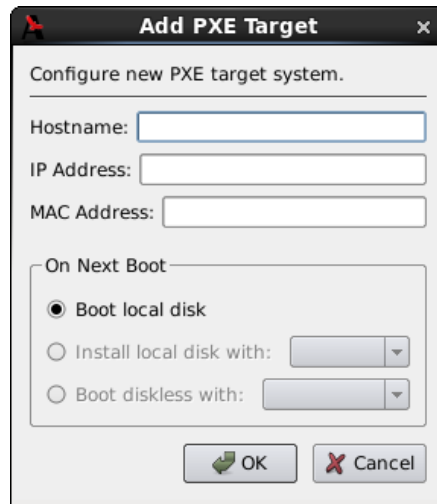 Add PXE Target
Configure new PXE target system.
Hostname:
IP Address:
MAC Address:
On Next Boot
Boot local disk
Install local disk with:
Boot diskless with:
OK
Cancel